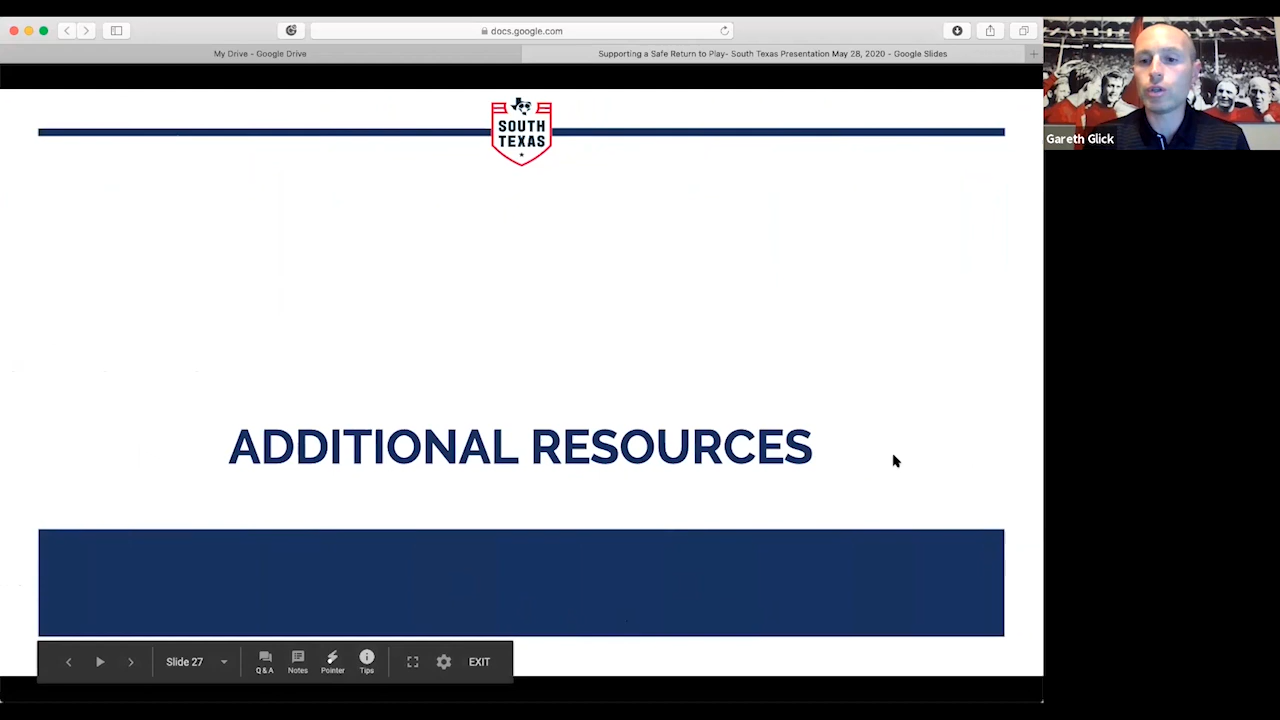 docs.google.com
My Drive – Google Drive
Supporting a Safe Return to Play- South Texas Presentation May 28, 2020 – Google Slides
SOUTH
TEXAS
Gareth Glick
ADDITIONAL RESOURCES
Slide 27
Q & A
Notes
Pointer
Tips
EXIT